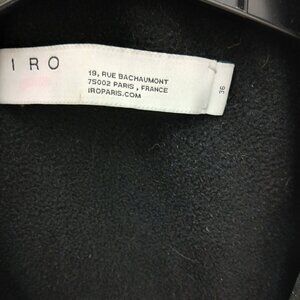 IRO
19, RUE BACHAUMONT
75002 PARIS, FRANCE
IROPARIS.COM
36